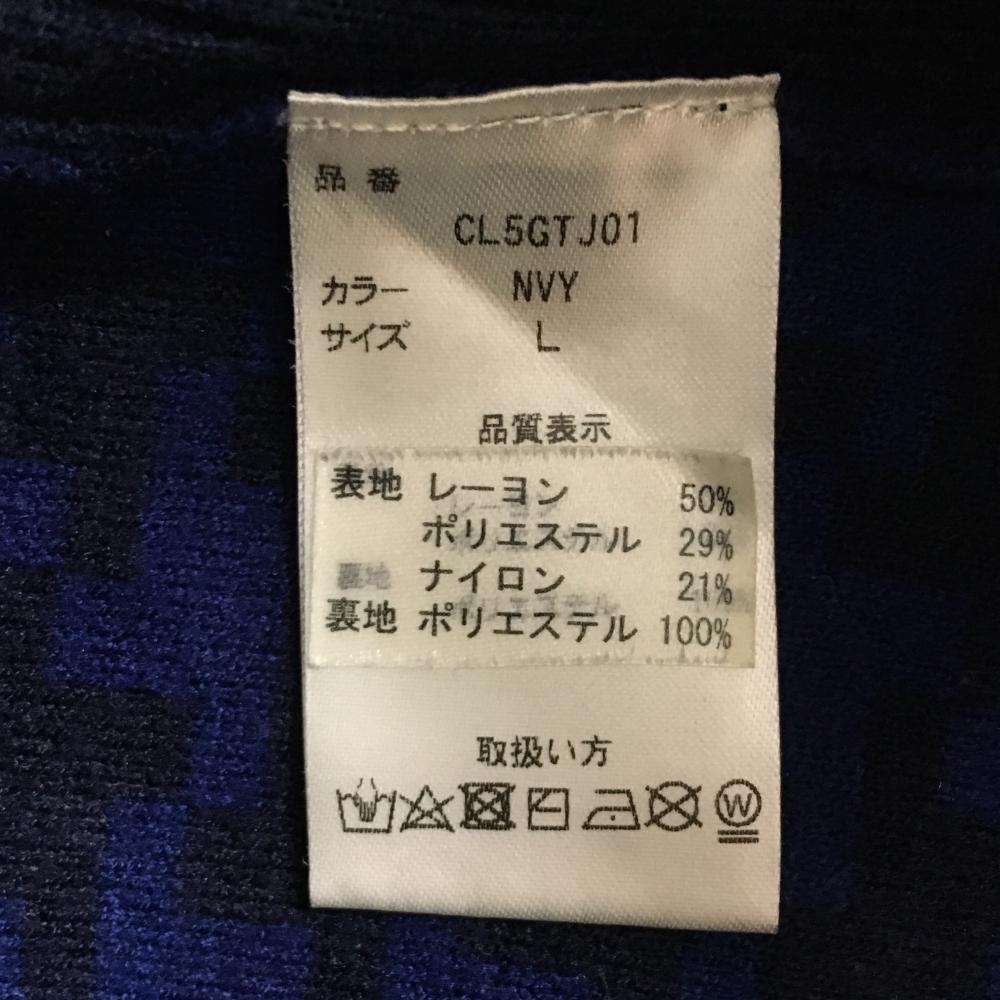 品番
CL5GTJ01
カラー NVY
サイズ L
品質表示
表地 レーヨン 50%
ポリエステル 29%
ナイロン 21%
裏地 ポリエステル 100%
取扱い方
W